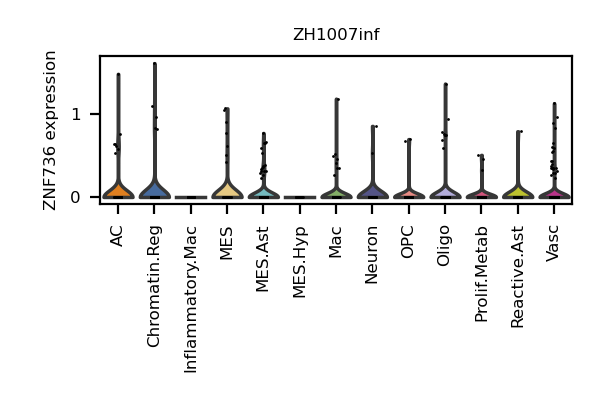 ZH1007inf
ZNF736 expression
1
0
AC
Chromatin.Reg
Inflammatory.Mac
MES
MES.Ast
MES.Hyp
Mac
Neuron
OPC
Oligo
Prolif.Metab
Reactive.Ast
Vasc